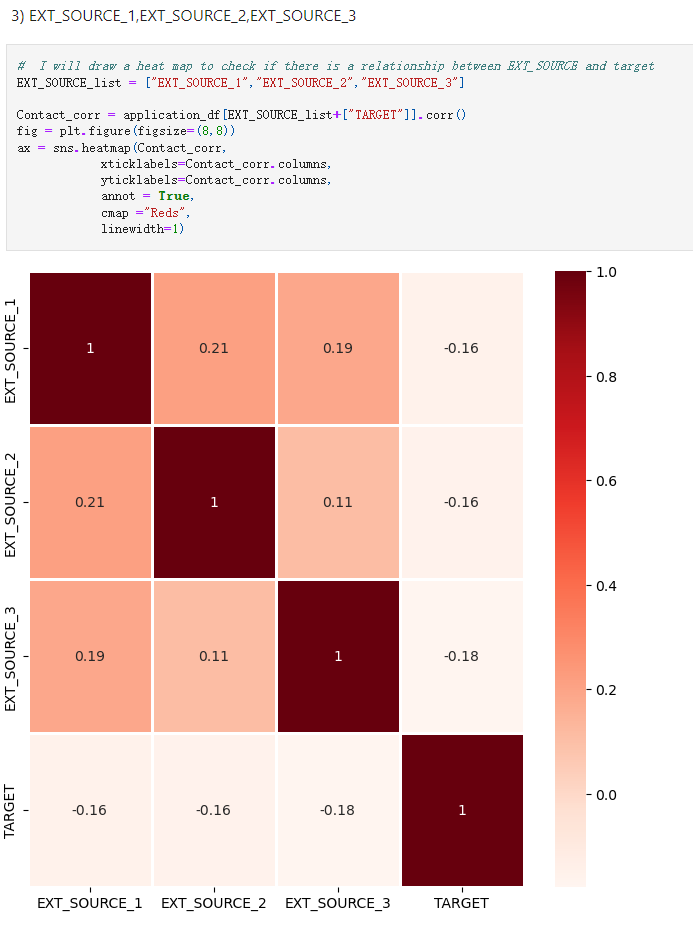 3) EXT_SOURCE_1,EXT_SOURCE_2,EXT_SOURCE_3
#  I will draw a heat map to check if there is a relationship between EXT_SOURCE and target
EXT_SOURCE_list = ["EXT_SOURCE_1","EXT_SOURCE_2","EXT_SOURCE_3"]
Contact_corr = application_df[EXT_SOURCE_list+["TARGET"]].corr()
fig = plt.figure(figsize=(8,8))
ax = sns.heatmap(Contact_corr,
xticklabels=Contact_corr.columns,
yticklabels=Contact_corr.columns,
annot = True,
cmap ="Reds",
linewidth=1)
EXT_SOURCE_1
1 0.21 0.19 -0.16
EXT_SOURCE_2
0.21 1 0.11 -0.16
EXT_SOURCE_3
0.19 0.11 1 -0.18
TARGET
-0.16 -0.16 -0.18 1
EXT_SOURCE_1 EXT_SOURCE_2 EXT_SOURCE_3 TARGET
1.0
0.8
0.6
0.4
0.2
0.0